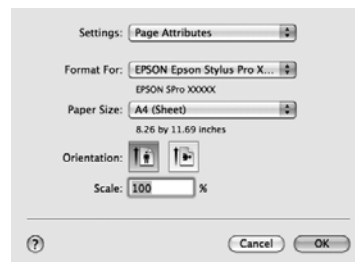 Settings: Page Attributes
Format For: EPSON Epson Stylus Pro X...
EPSON SPro XXXXX
Paper Size: A4 (Sheet)
8.26 by 11.69 inches
Orientation:
Scale: 100 %
? Cancel OK